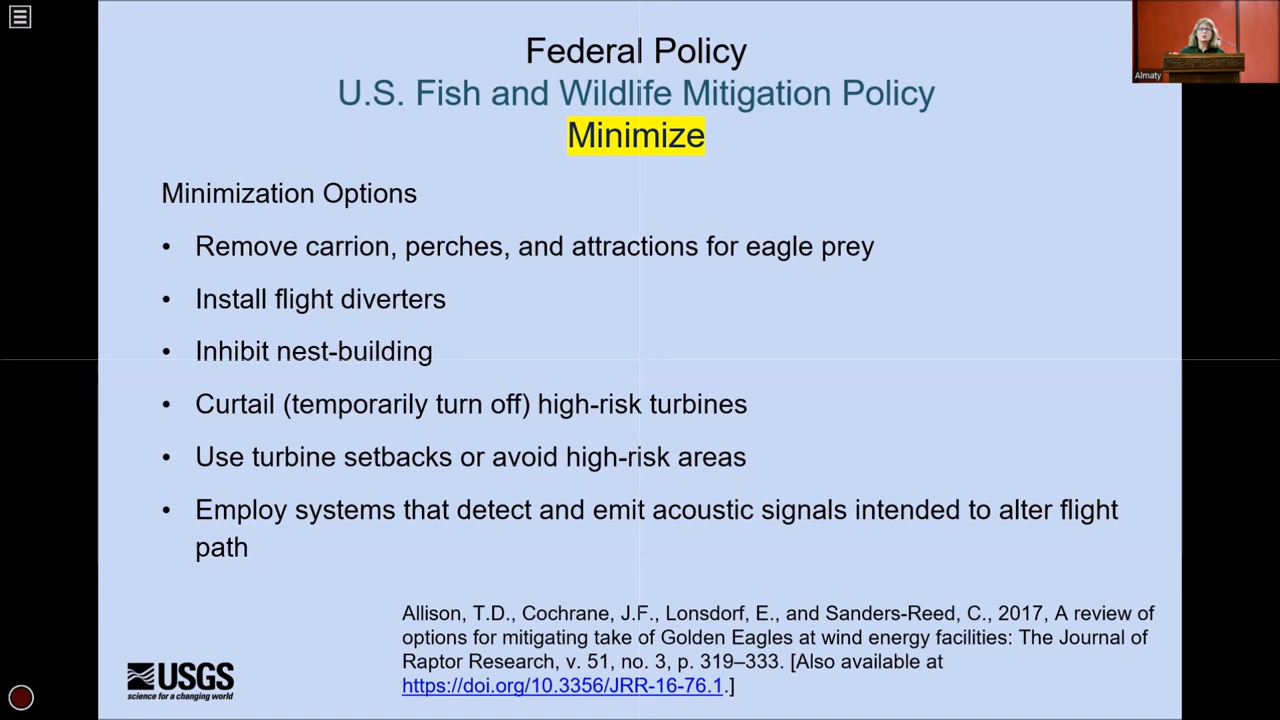 Federal Policy
U.S. Fish and Wildlife Mitigation Policy
Minimize
Almaty
Minimization Options
• Remove carrion, perches, and attractions for eagle prey
• Install flight diverters
• Inhibit nest-building
• Curtail (temporarily turn off) high-risk turbines
• Use turbine setbacks or avoid high-risk areas
• Employ systems that detect and emit acoustic signals intended to alter flight
path
Allison, T.D., Cochrane, J.F., Lonsdorf, E., and Sanders-Reed, C., 2017, A review of
options for mitigating take of Golden Eagles at wind energy facilities: The Journal of
Raptor Research, v. 51, no. 3, p. 319–333. [Also available at
https://doi.org/10.3356/JRR-16-76.1.]
USGS
science for a changing world